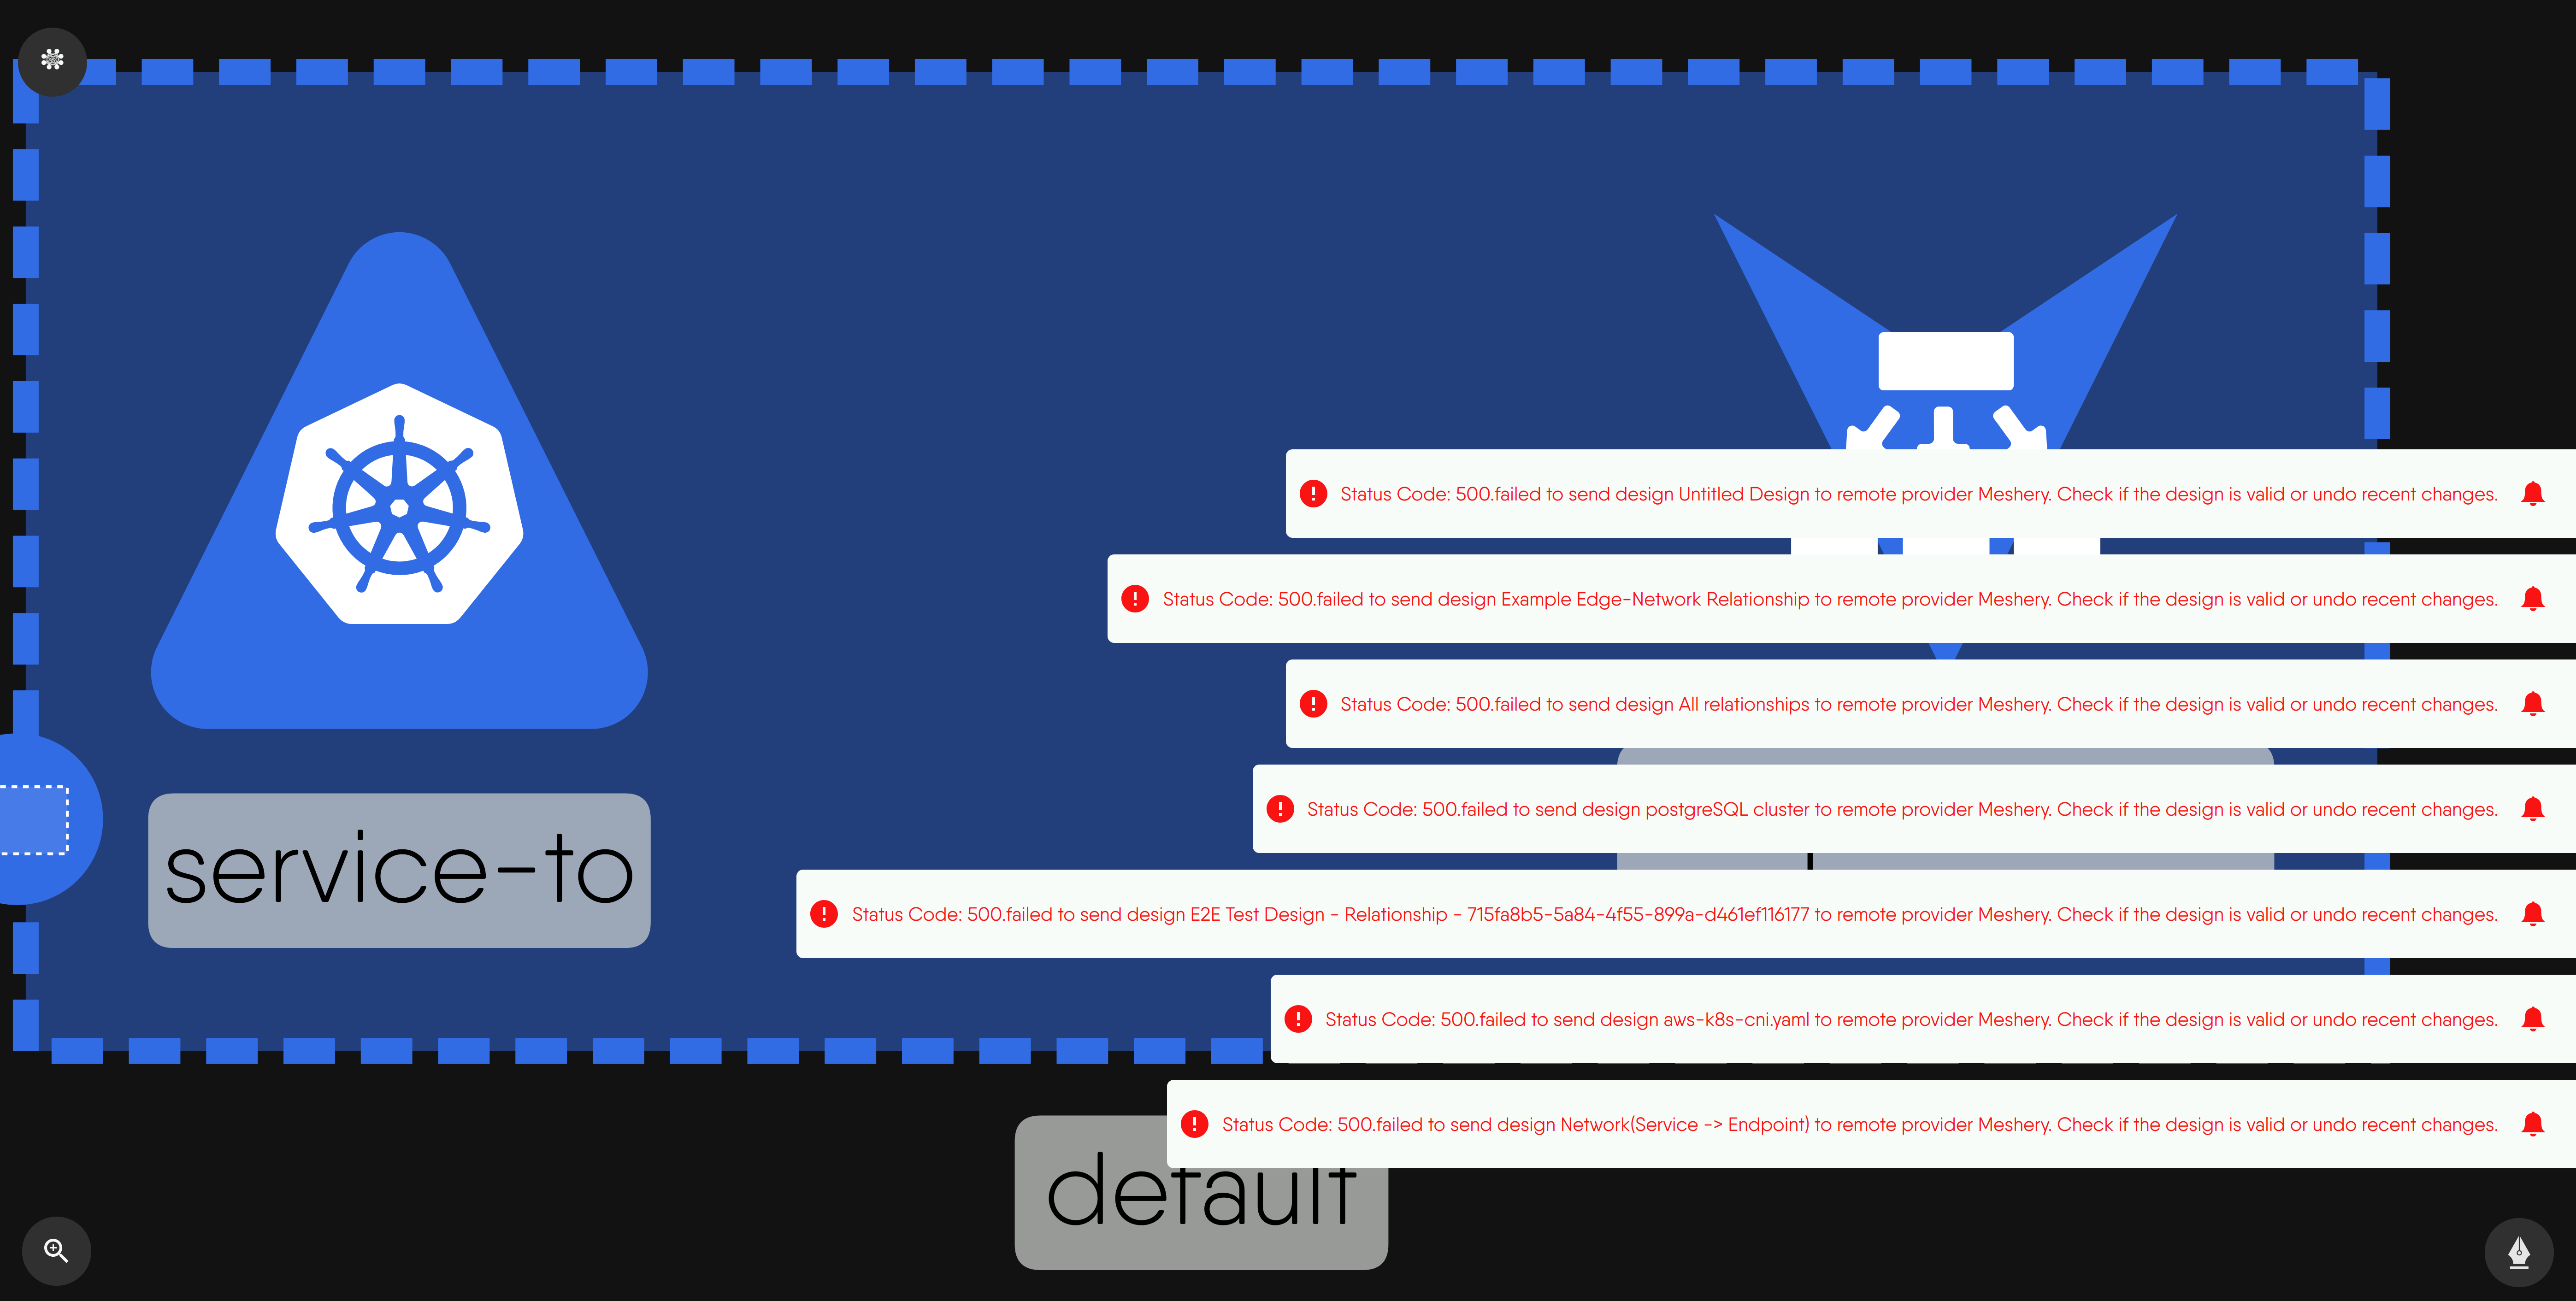 Status Code: 500.failed to send design Untitled Design to remote provider Meshery. Check if the design is valid or undo recent changes.
Status Code: 500.failed to send design Example Edge-Network Relationship to remote provider Meshery. Check if the design is valid or undo recent changes.
Status Code: 500.failed to send design All relationships to remote provider Meshery. Check if the design is valid or undo recent changes.
Status Code: 500.failed to send design postgreSQL cluster to remote provider Meshery. Check if the design is valid or undo recent changes.
service-to
Status Code: 500.failed to send design E2E Test Design - Relationship - 715fa8b5-5a84-4f55-899a-d461ef116177 to remote provider Meshery. Check if the design is valid or undo recent changes.
Status Code: 500.failed to send design aws-k8s-cni.yaml to remote provider Meshery. Check if the design is valid or undo recent changes.
Status Code: 500.failed to send design Network(Service -> Endpoint) to remote provider Meshery. Check if the design is valid or undo recent changes.
default